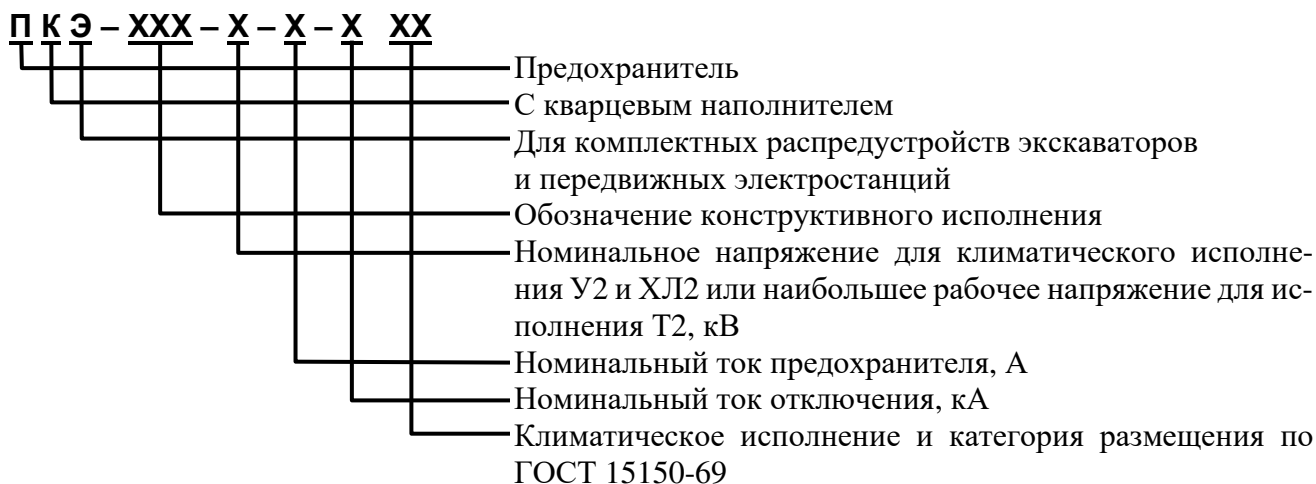 П К Э – ХХХ – Х – Х – Х ХХ
Предохранитель
С кварцевым наполнителем
Для комплектных распредустройств экскаваторов
и передвижных электростанций
Обозначение конструктивного исполнения
Номинальное напряжение для климатического исполне-
ния У2 и ХЛ2 или наибольшее рабочее напряжение для ис-
полнения Т2, кВ
Номинальный ток предохранителя, А
Номинальный ток отключения, кА
Климатическое исполнение и категория размещения по
ГОСТ 15150-69